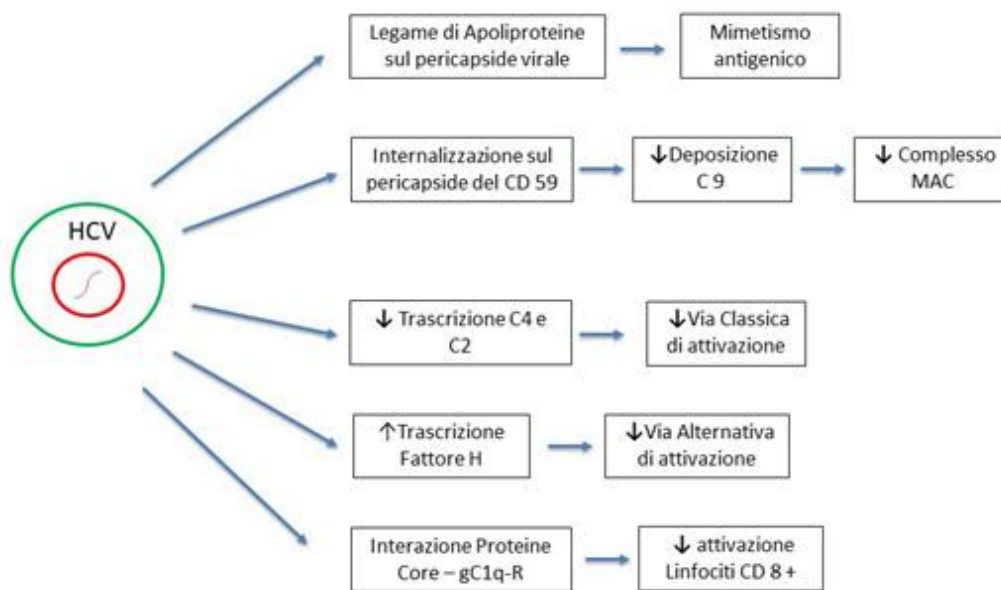 Legame di Apoliproteine
sul pericapside virale
Mimetismo
antigenico
Internalizzazione sul
pericapside del CD 59
↓Deposizione
C 9
↓ Complesso
MAC
HCV
↓ Trascrizione C4 e
C2
↓Via Classica
di attivazione
↑Trascrizione
Fattore H
↓Via Alternativa
di attivazione
Interazione Proteine
Core – gC1q-R
↓ attivazione
Linfociti CD 8 +